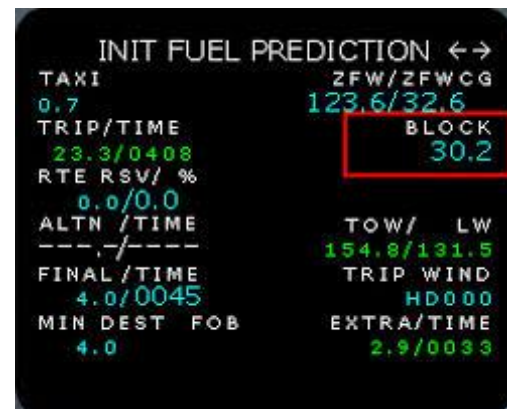 INIT FUEL PREDICTION ←→
TAXI ZFW/ZFWCG
0.7 123.6/32.6
TRIP/TIME BLOCK
23.3/0408 30.2
RTE RSV/ %
0.0/0.0
ALTN /TIME TOW/ LW
---.-/---- 154.8/131.5
FINAL/TIME TRIP WIND
4.0/0045 HD000
MIN DEST FOB EXTRA/TIME
4.0 2.9/0033